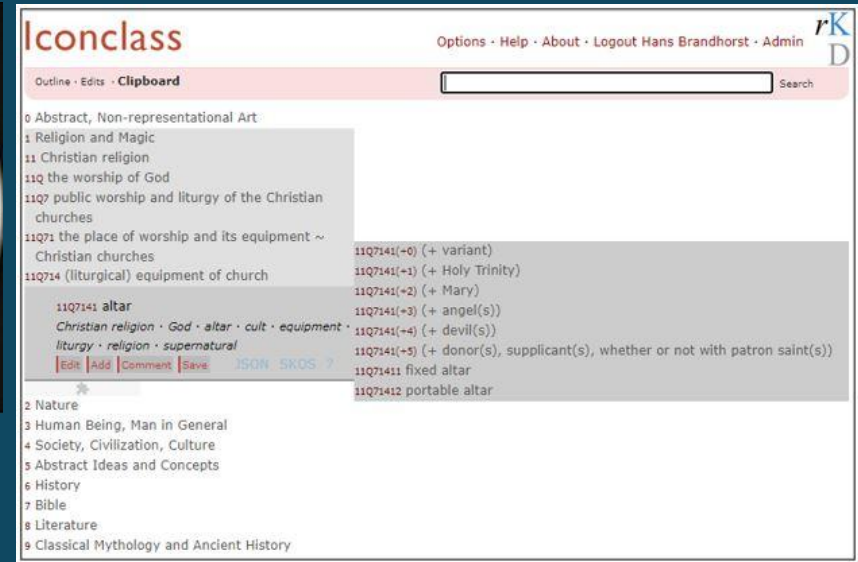 Iconclass
Options · Help · About · Logout Hans Brandhorst · Admin
rK
D
Outline · Edits · Clipboard
Search
0 Abstract, Non-representational Art
1 Religion and Magic
11 Christian religion
11Q the worship of God
11Q7 public worship and liturgy of the Christian
churches
11Q71 the place of worship and its equipment ~
Christian churches
11Q714 (liturgical) equipment of church
11Q7141 altar
Christian religion · God · altar · cult · equipment ·
liturgy · religion · supernatural
Edit Add Comment Save JSON SKOS ?
11Q7141(+0) (+ variant)
11Q7141(+1) (+ Holy Trinity)
11Q7141(+2) (+ Mary)
11Q7141(+3) (+ angel(s))
11Q7141(+4) (+ devil(s))
11Q7141(+5) (+ donor(s), supplicant(s), whether or not with patron saint(s))
11Q71411 fixed altar
11Q71412 portable altar
2 Nature
3 Human Being, Man in General
4 Society, Civilization, Culture
5 Abstract Ideas and Concepts
6 History
7 Bible
8 Literature
9 Classical Mythology and Ancient History